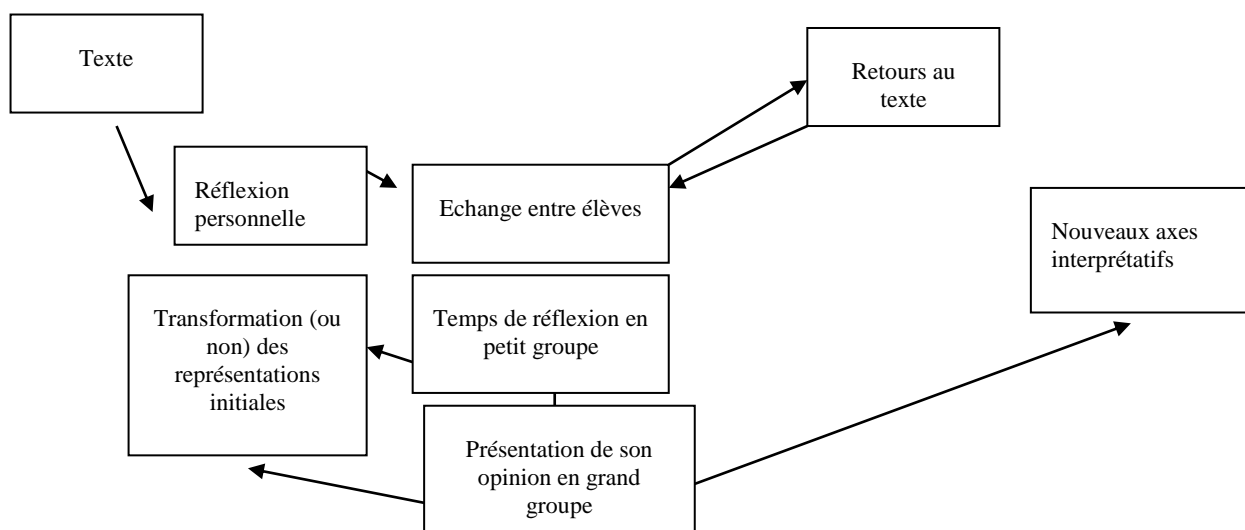 Texte
Retours au
texte
Réflexion
personnelle
Echange entre élèves
Nouveaux axes
interprétatifs
Transformation (ou
non) des
représentations
initiales
Temps de réflexion en
petit groupe
Présentation de son
opinion en grand
groupe